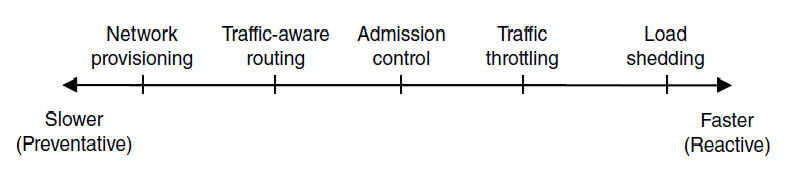 Network
provisioning
Traffic-aware
routing
Admission
control
Traffic
throttling
Load
shedding
Slower
(Preventative)
Faster
(Reactive)